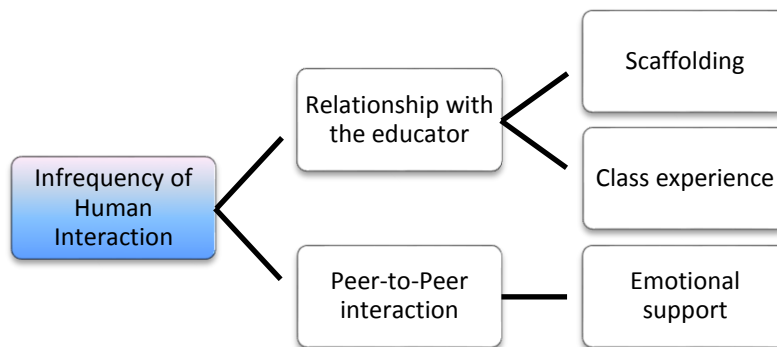 Infrequency of
Human
Interaction
Relationship with
the educator
Scaffolding
Class experience
Peer-to-Peer
interaction
Emotional
support